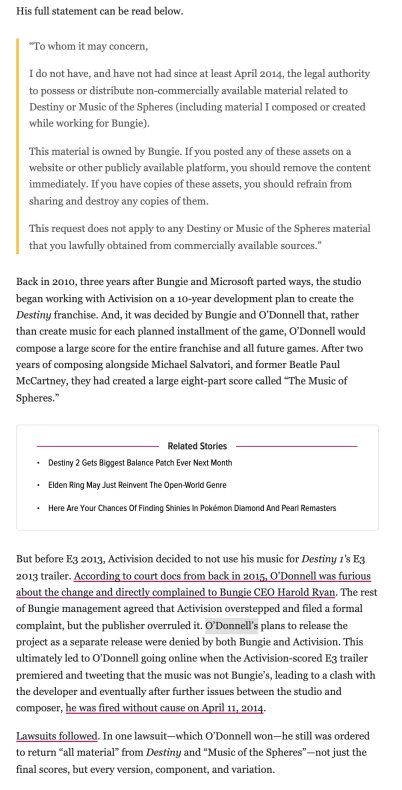 His full statement can be read below.
“To whom it may concern,
I do not have, and have not had since at least April 2014, the legal authority
to possess or distribute non-commercially available material related to
Destiny or Music of the Spheres (including material I composed or created
while working for Bungie).
This material is owned by Bungie. If you posted any of these assets on a
website or other publicly available platform, you should remove the content
immediately. If you have copies of these assets, you should refrain from
sharing and destroy any copies of them.
This request does not apply to any Destiny or Music of the Spheres material
that you lawfully obtained from commercially available sources.”
Back in 2010, three years after Bungie and Microsoft parted ways, the studio
began working with Activision on a 10-year development plan to create the
Destiny franchise. And, it was decided by Bungie and O’Donnell that, rather
than create music for each planned installment of the game, O’Donnell would
compose a large score for the entire franchise and all future games. After two
years of composing alongside Michael Salvatori, and former Beatle Paul
McCartney, they had created a large eight-part score called “The Music of
Spheres.”
Related Stories
• Destiny 2 Gets Biggest Balance Patch Ever Next Month
• Elden Ring May Just Reinvent The Open-World Genre
• Here Are Your Chances Of Finding Shinies In Pokémon Diamond And Pearl Remasters
But before E3 2013, Activision decided to not use his music for Destiny 1’s E3
2013 trailer. According to court docs from back in 2015, O’Donnell was furious
about the change and directly complained to Bungie CEO Harold Ryan. The rest
of Bungie management agreed that Activision overstepped and filed a formal
complaint, but the publisher overruled it. O’Donnell’s plans to release the
project as a separate release were denied by both Bungie and Activision. This
ultimately led to O’Donnell going online when the Activision-scored E3 trailer
premiered and tweeting that the music was not Bungie’s, leading to a clash with
the developer and eventually after further issues between the studio and
composer, he was fired without cause on April 11, 2014.
Lawsuits followed. In one lawsuit—which O’Donnell won—he still was ordered
to return “all material” from Destiny and “Music of the Spheres”—not just the
final scores, but every version, component, and variation.